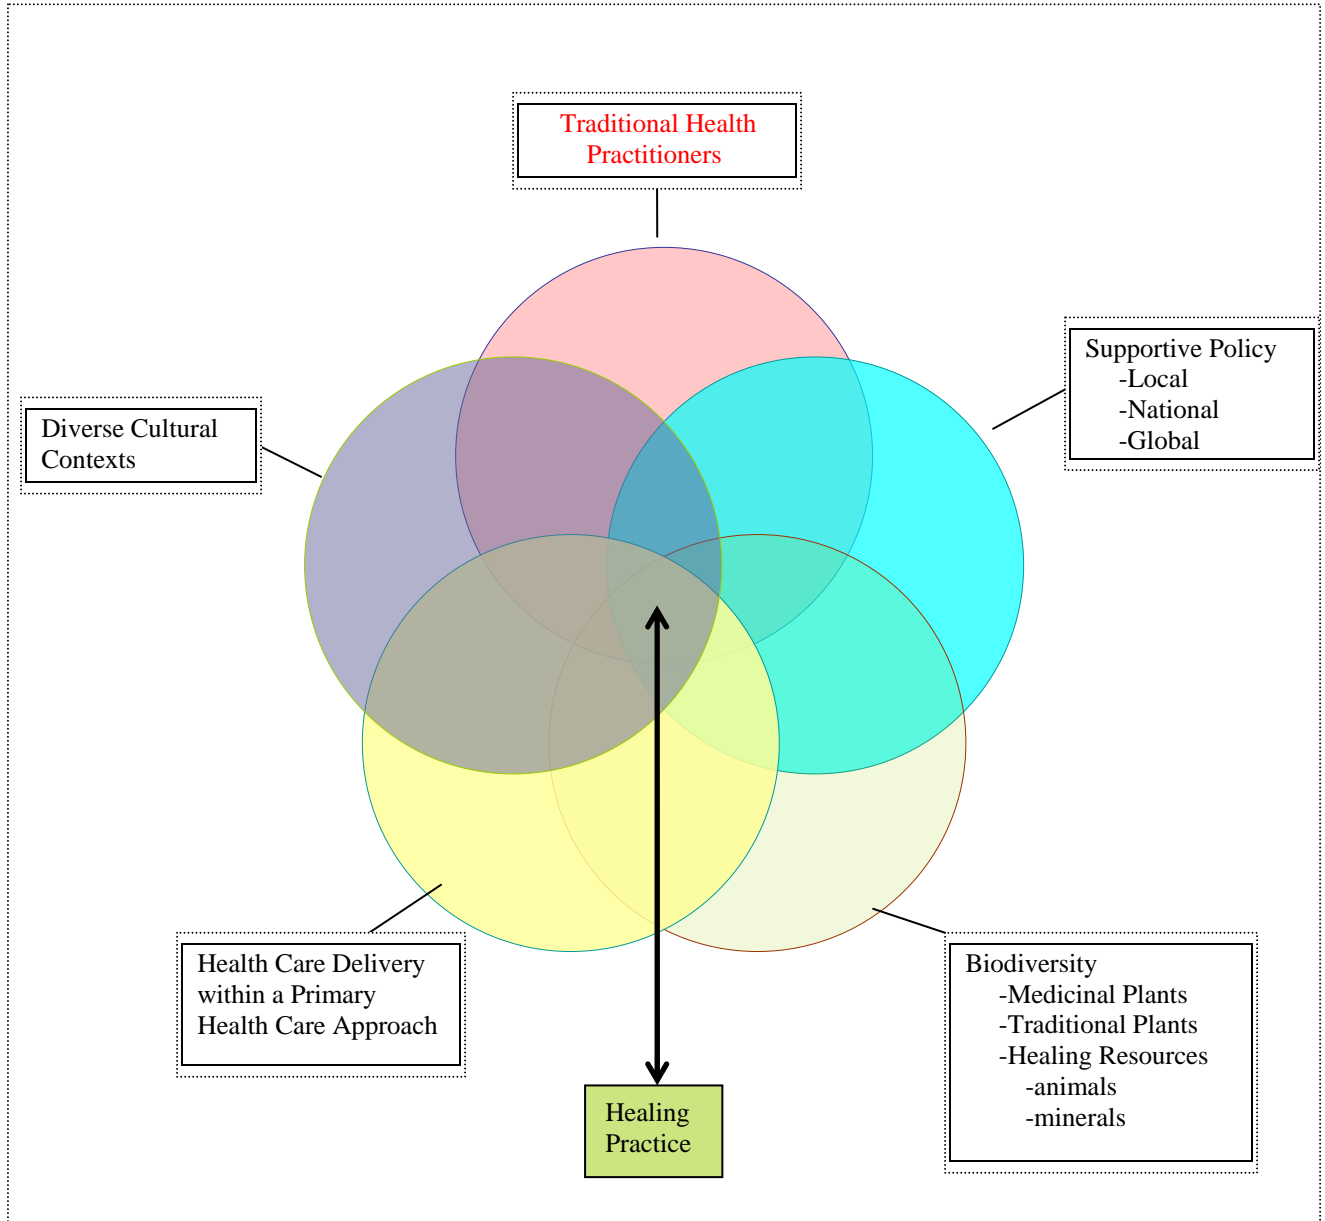 Traditional Health
Practitioners
Supportive Policy
-Local
-National
-Global
Diverse Cultural
Contexts
Health Care Delivery
within a Primary
Health Care Approach
Biodiversity
-Medicinal Plants
-Traditional Plants
-Healing Resources
-animals
-minerals
Healing
Practice